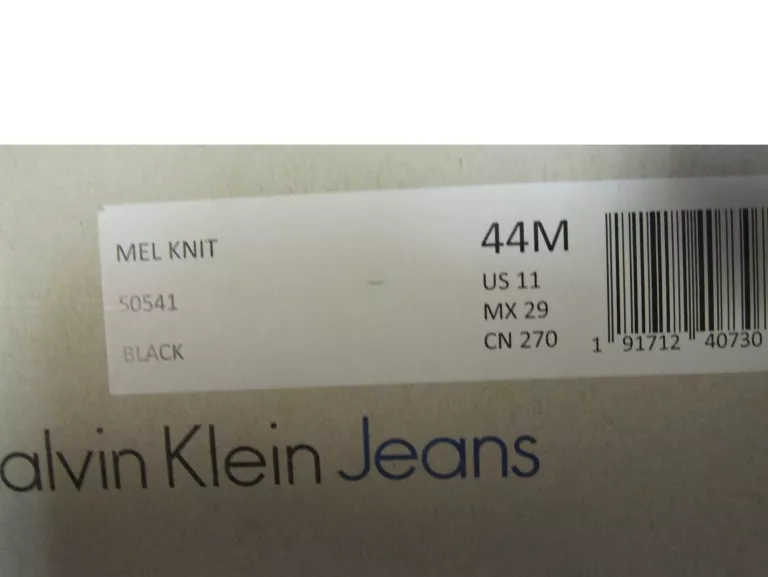 MEL KNIT
S0541
BLACK
44M
US 11
MX 29
CN 270
1 91712 40730
alvin Klein Jeans